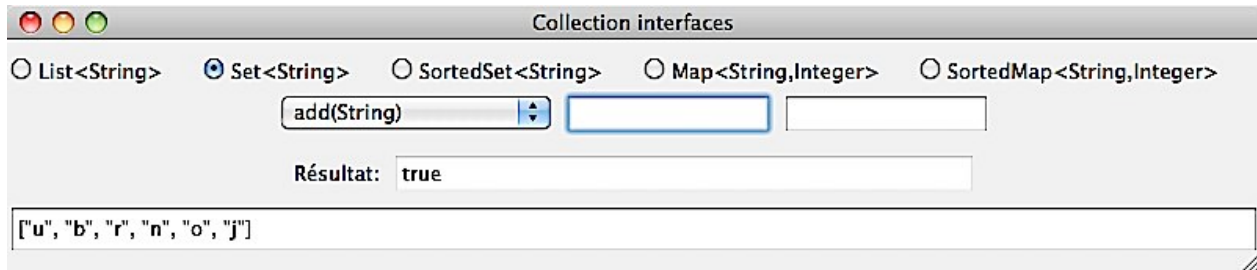 Collection interfaces
List<String> Set<String> SortedSet<String> Map<String,Integer> SortedMap<String,Integer>
add(String)
Résultat: true
["u", "b", "r", "n", "o", "j"]